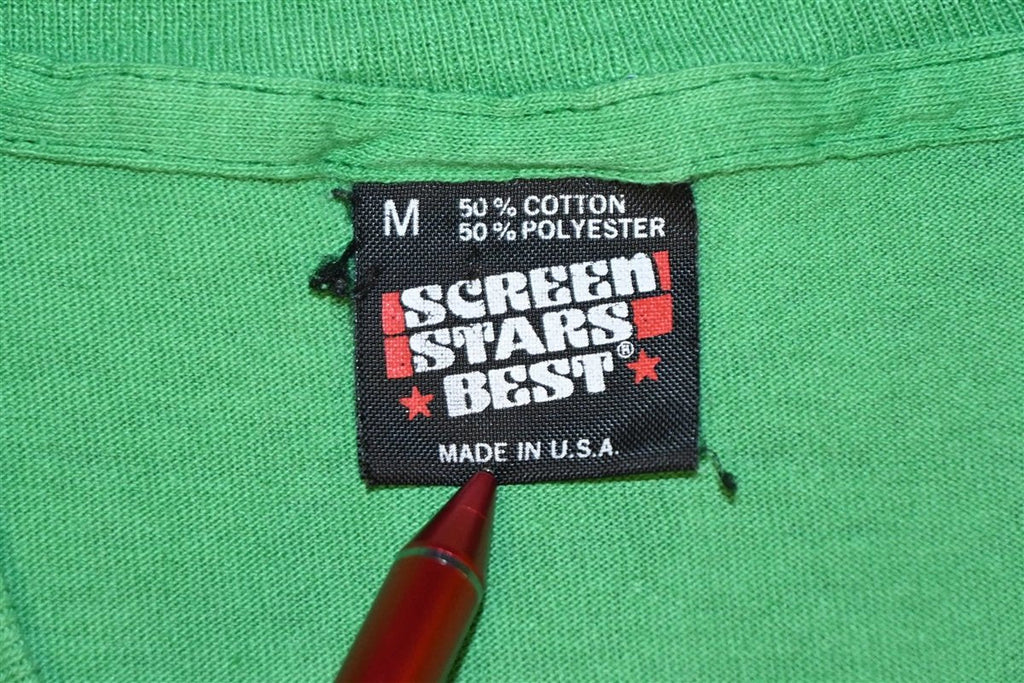 M
50% COTTON
50% POLYESTER
SCREEN
STARS
BEST®
MADE IN U.S.A.